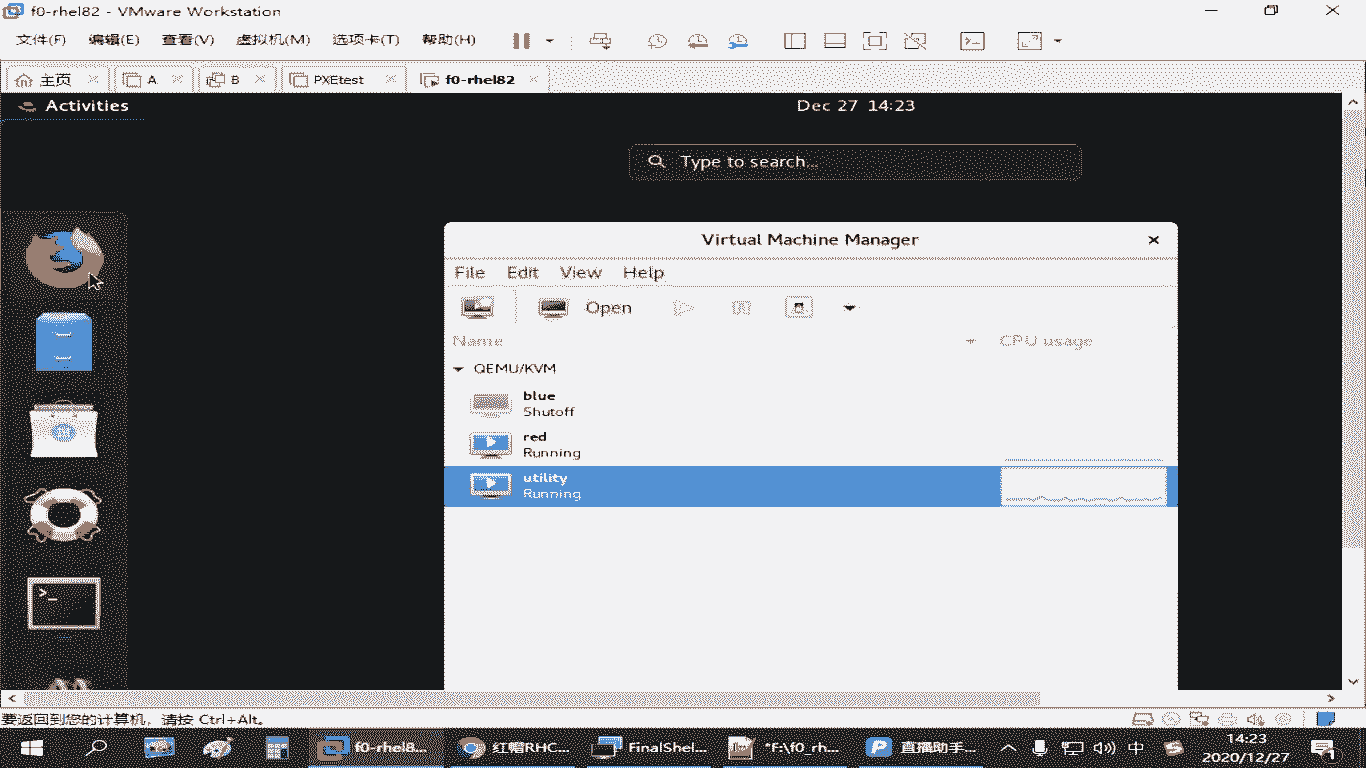 f0-rhel82 - VMware Workstation
文件(F) 编辑(E) 查看(V) 虚拟机(M) 选项卡(T) 帮助(H)
主页 A B PXEtest f0-rhel82
Activities Dec 27 14:23
Type to search...
Virtual Machine Manager
File Edit View Help
Open
Name CPU usage
QEMU/KVM
blue
Shutoff
red
Running
utility
Running
要返回到您的计算机，请按 Ctrl+Alt。
f0-rhel8... 红帽RHC... FinalShel... *F:\f0_rh... 直播助手... 中 14:23
2020/12/27